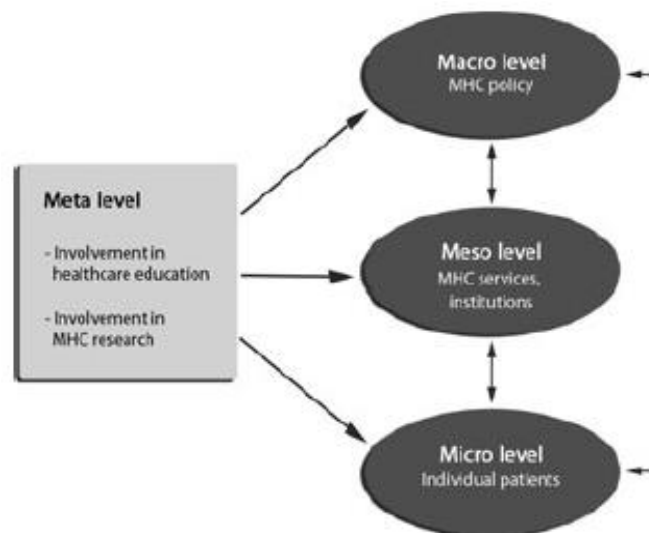 Macro level
MHC policy
Meta level
- Involvement in
healthcare education
- Involvement in
MHC research
Meso level
MHC services,
institutions
Micro level
Individual patients